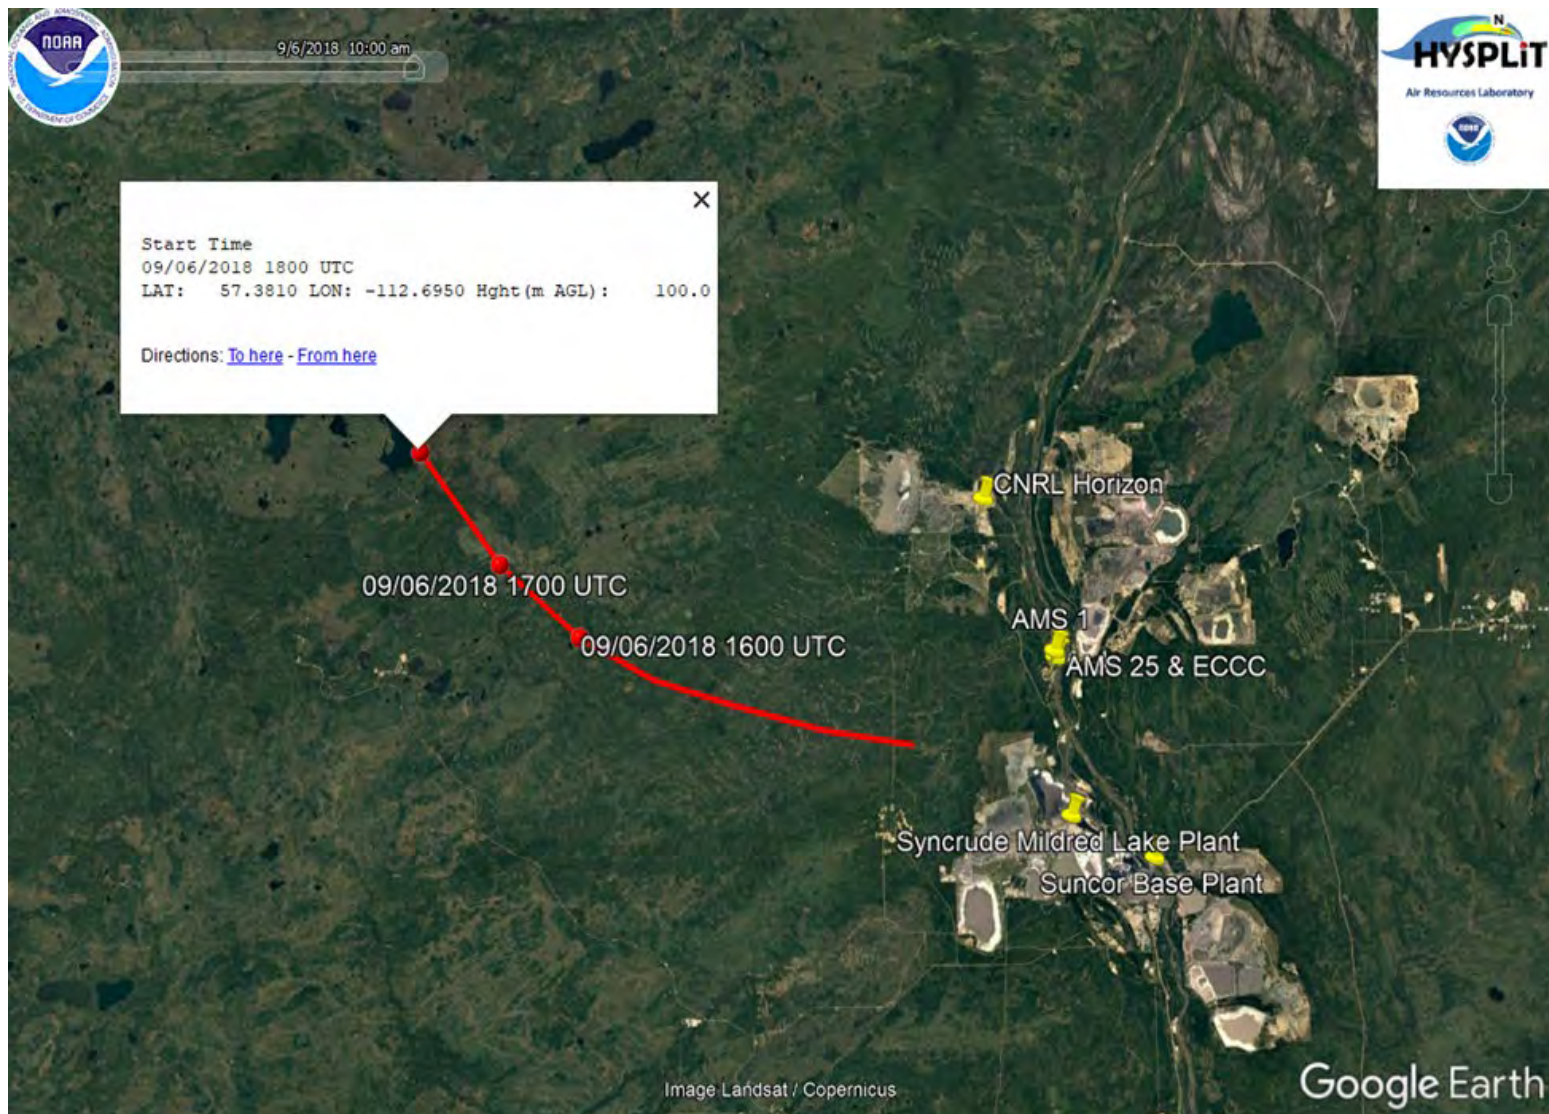 NOAA
9/6/2018 10:00 am
N
HYSPLiT
Air Resources Laboratory
noaa
Start Time
09/06/2018 1800 UTC
LAT: 57.3810 LON: -112.6950 Hght(m AGL): 100.0
Directions: To here - From here
CNRL Horizon
09/06/2018 1700 UTC
AMS 1
09/06/2018 1600 UTC
AMS 25 & ECCC
Syncrude Mildred Lake Plant
Suncor Base Plant
Image Landsat / Copernicus
Google Earth